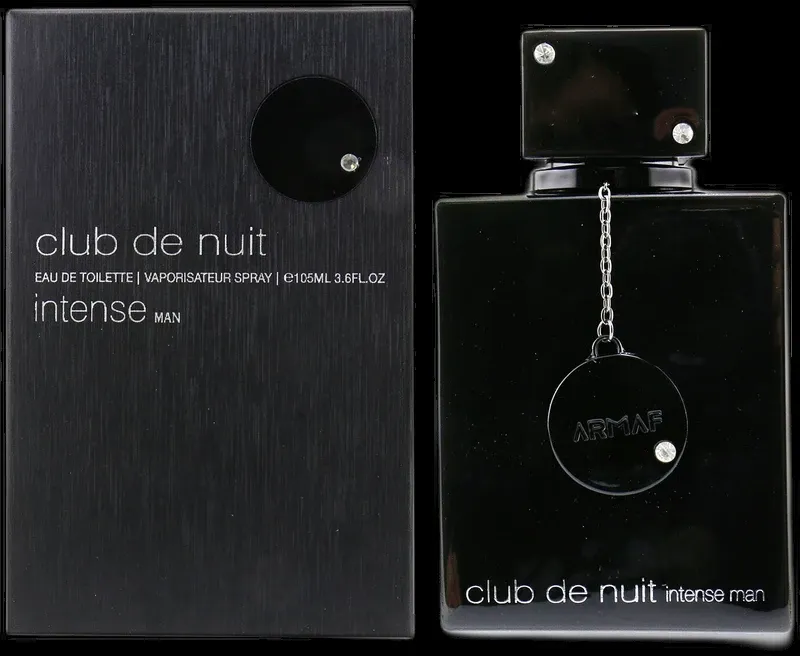 club de nuit
EAU DE TOILETTE | VAPORISATEUR SPRAY | ℮105ML 3.6FL.OZ
intense MAN
ARMAF
club de nuit intense man